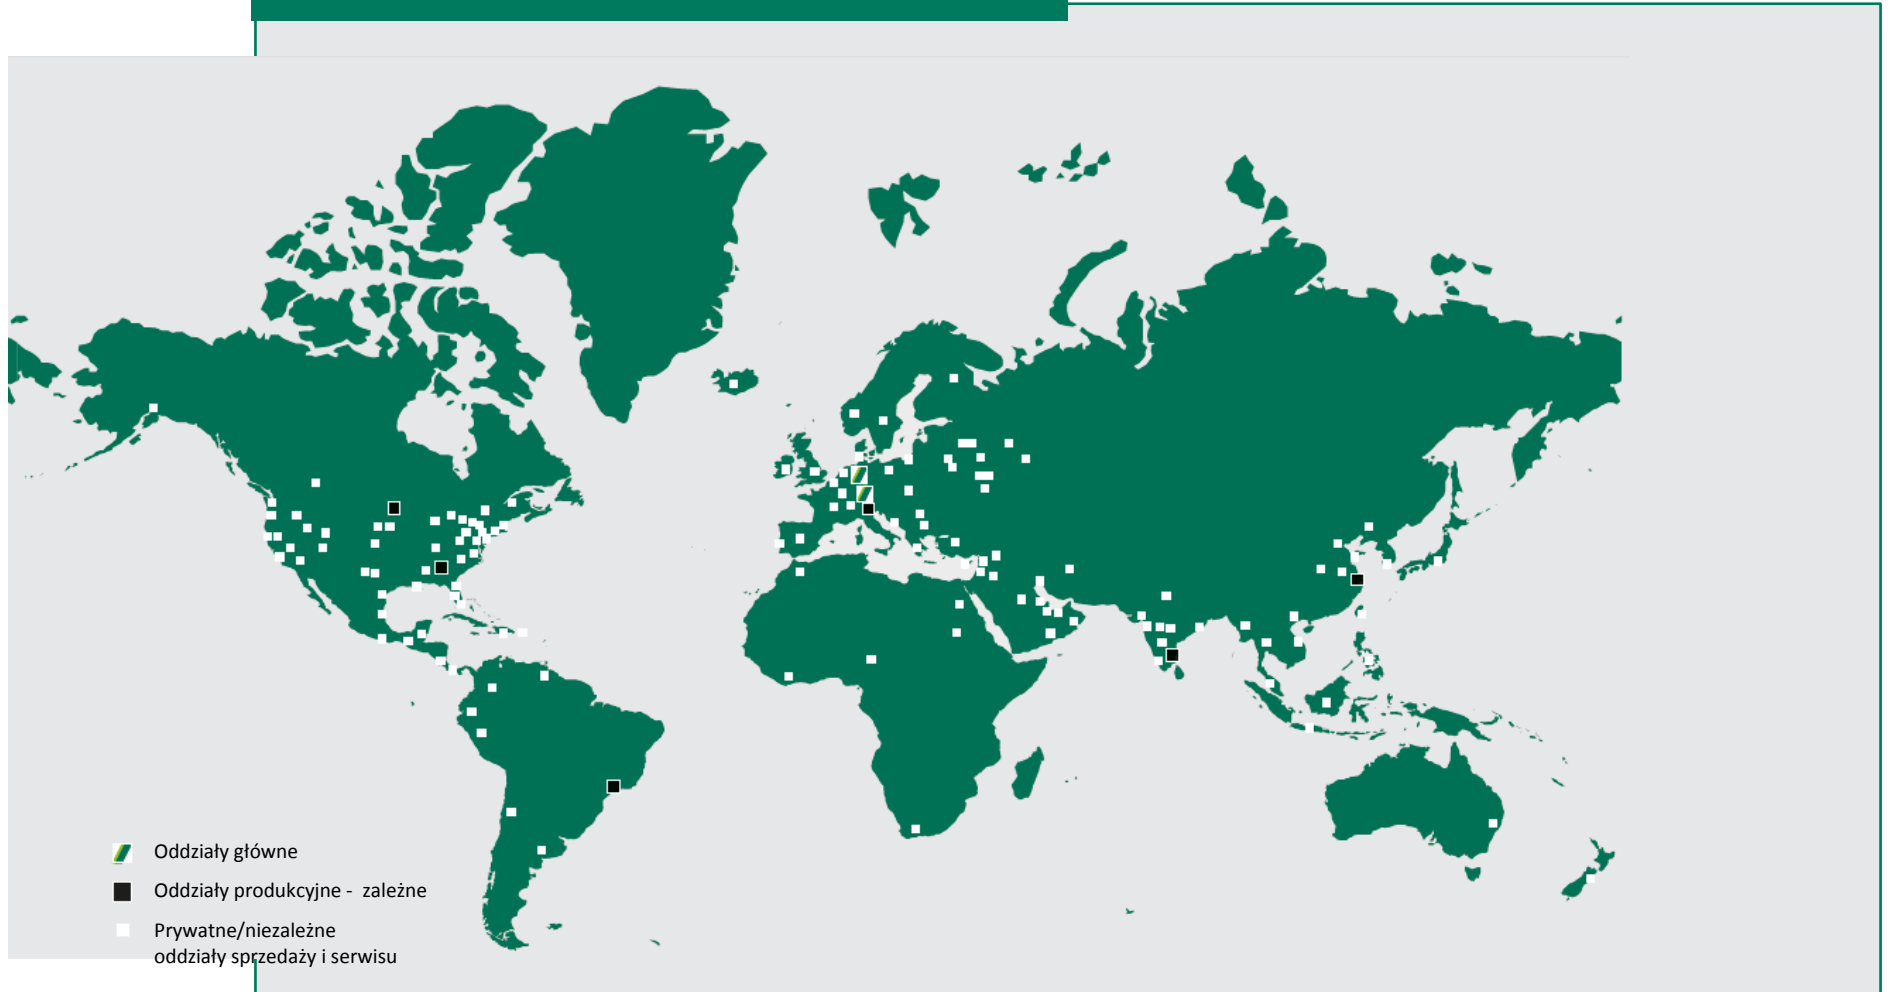 Oddziały główne
Oddziały produkcyjne - zależne
Prywatne/niezależne
oddziały sprzedaży i serwisu